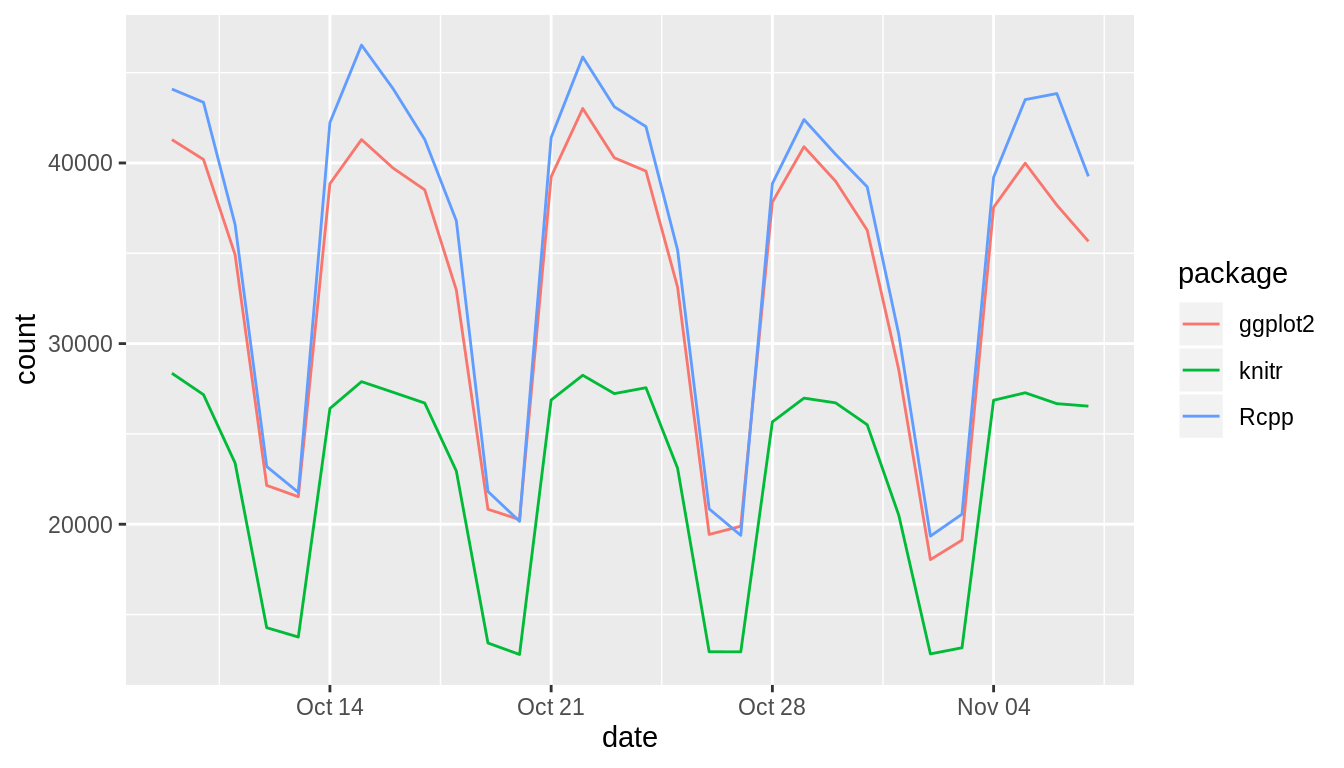 count
40000
30000
20000
Oct 14
Oct 21
Oct 28
Nov 04
date
package
ggplot2
knitr
Rcpp